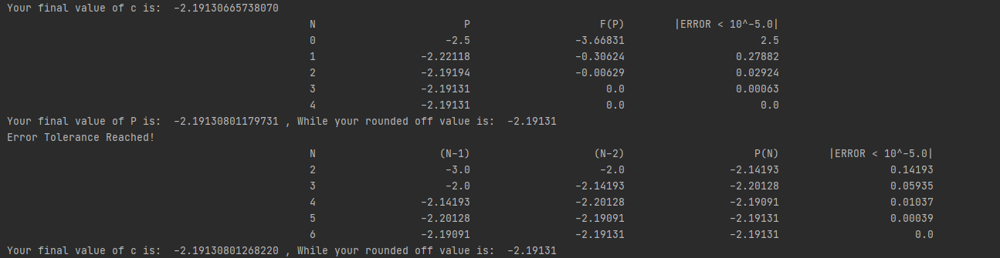 Your final value of c is:  -2.19130665738070
N P F(P) |ERROR < 10^-5.0|
0 -2.5 -3.66831 2.5
1 -2.22118 -0.30624 0.27882
2 -2.19194 -0.00629 0.02924
3 -2.19131 0.0 0.00063
4 -2.19131 0.0 0.0
Your final value of P is:  -2.19130801179731 , While your rounded off value is:  -2.19131
Error Tolerance Reached!
N (N-1) (N-2) P(N) |ERROR < 10^-5.0|
2 -3.0 -2.0 -2.14193 0.14193
3 -2.0 -2.14193 -2.20128 0.05935
4 -2.14193 -2.20128 -2.19091 0.01037
5 -2.20128 -2.19091 -2.19131 0.00039
6 -2.19091 -2.19131 -2.19131 0.0
Your final value of c is:  -2.19130801268220 , While your rounded off value is:  -2.19131